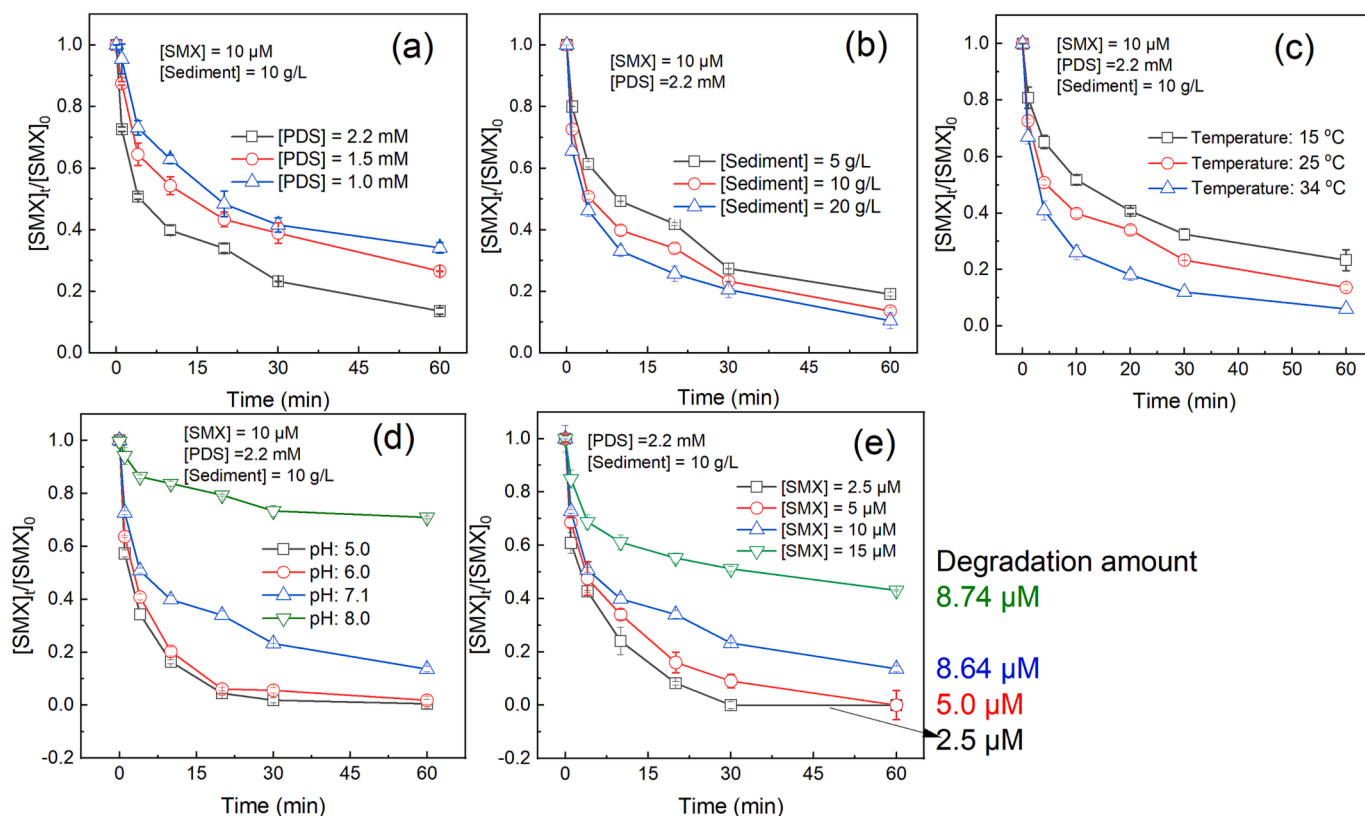 (a)
[SMX] = 10 µM
[Sediment] = 10 g/L
[PDS] = 2.2 mM
[PDS] = 1.5 mM
[PDS] = 1.0 mM
[SMX]t/[SMX]0
1.0
0.8
0.6
0.4
0.2
0.0
0 15 30 45 60
Time (min)
(b)
[SMX] = 10 µM
[PDS] =2.2 mM
[Sediment] = 5 g/L
[Sediment] = 10 g/L
[Sediment] = 20 g/L
[SMX]t/[SMX]0
1.0
0.8
0.6
0.4
0.2
0.0
0 15 30 45 60
Time (min)
(c)
[SMX] = 10 µM
[PDS] =2.2 mM
[Sediment] = 10 g/L
Temperature: 15 ºC
Temperature: 25 ºC
Temperature: 34 ºC
[SMX]t/[SMX]0
1.0
0.8
0.6
0.4
0.2
0.0
0 10 20 30 40 50 60
Time (min)
(d)
[SMX] = 10 µM
[PDS] =2.2 mM
[Sediment] = 10 g/L
pH: 5.0
pH: 6.0
pH: 7.1
pH: 8.0
[SMX]t/[SMX]0
1.0
0.8
0.6
0.4
0.2
0.0
-0.2
0 15 30 45 60
Time (min)
(e)
[PDS] =2.2 mM
[Sediment] = 10 g/L
[SMX] = 2.5 µM
[SMX] = 5 µM
[SMX] = 10 µM
[SMX] = 15 µM
[SMX]t/[SMX]0
1.0
0.8
0.6
0.4
0.2
0.0
-0.2
0 15 30 45 60
Time (min)
Degradation amount
8.74 µM
8.64 µM
5.0 µM
2.5 µM